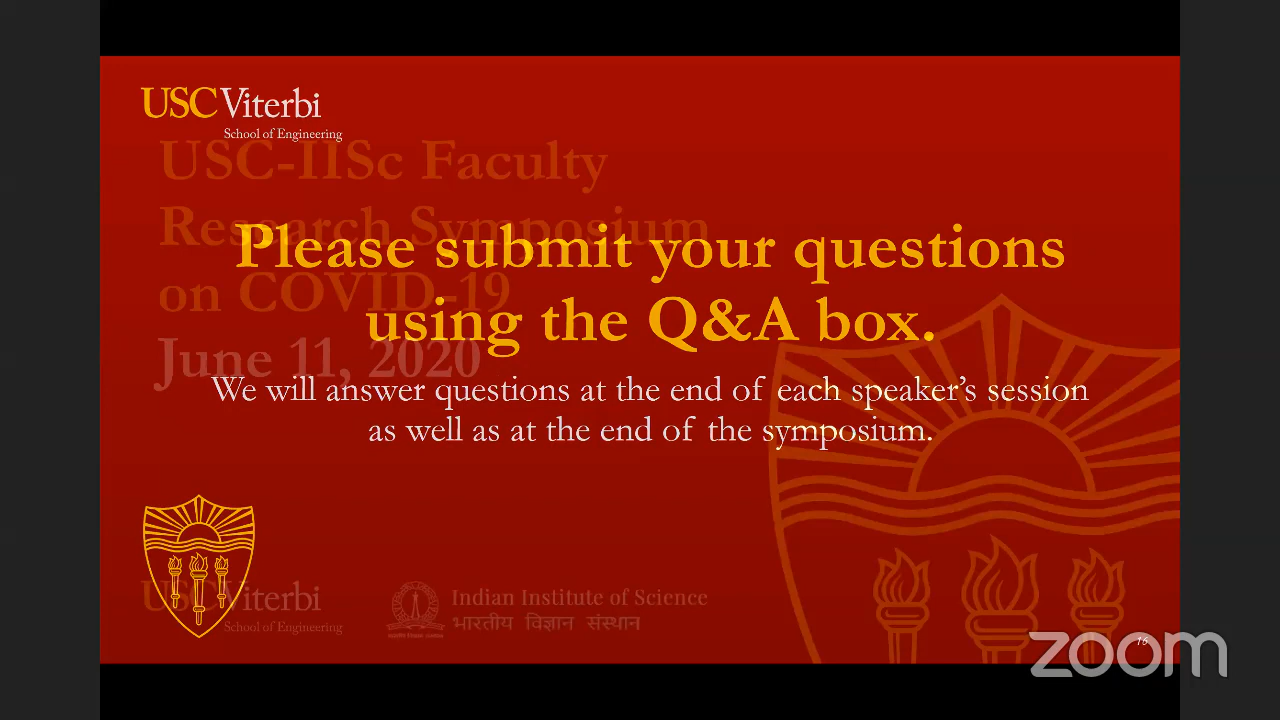 USC Viterbi
School of Engineering
USC-IISc Faculty
Research Symposium
on COVID-19
June 11, 2020
Please submit your questions
using the Q&A box.
We will answer questions at the end of each speaker's session
as well as at the end of the symposium.
USC Viterbi
School of Engineering
Indian Institute of Science
भारतीय विज्ञान संस्थान
16
zoom